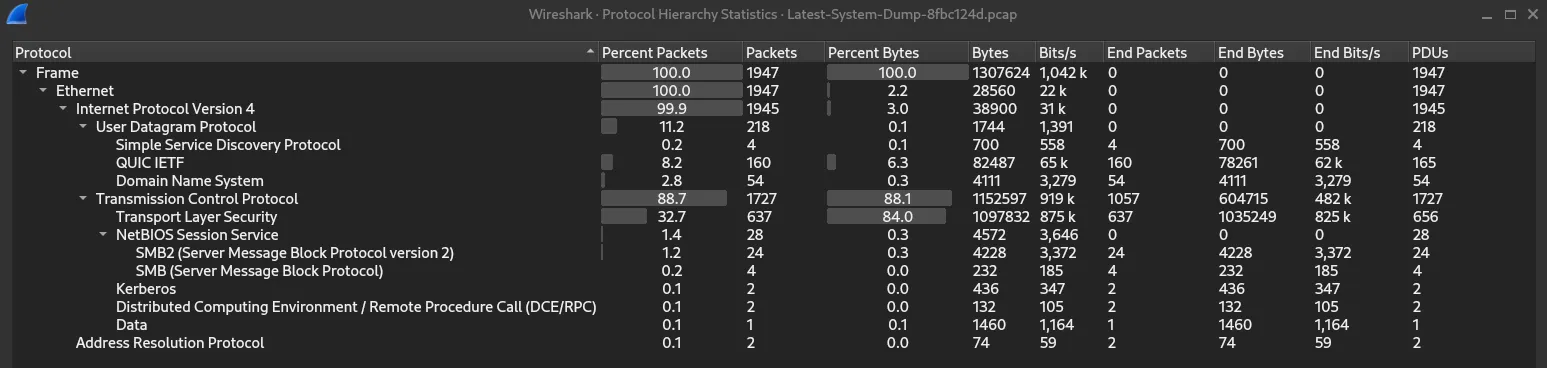 Wireshark · Protocol Hierarchy Statistics · Latest-System-Dump-8fbc124d.pcap
Protocol Percent Packets Packets Percent Bytes Bytes Bits/s End Packets End Bytes End Bits/s PDUs
Frame 100.0 1947 100.0 1307624 1,042 k 0 0 0 1947
Ethernet 100.0 1947 2.2 28560 22 k 0 0 0 1947
Internet Protocol Version 4 99.9 1945 3.0 38900 31 k 0 0 0 1945
User Datagram Protocol 11.2 218 0.1 1744 1,391 0 0 0 218
Simple Service Discovery Protocol 0.2 4 0.1 700 558 4 700 558 4
QUIC IETF 8.2 160 6.3 82487 65 k 160 78261 62 k 165
Domain Name System 2.8 54 0.3 4111 3,279 54 4111 3,279 54
Transmission Control Protocol 88.7 1727 88.1 1152597 919 k 1057 604715 482 k 1727
Transport Layer Security 32.7 637 84.0 1097832 875 k 637 1035249 825 k 656
NetBIOS Session Service 1.4 28 0.3 4572 3,646 0 0 0 28
SMB2 (Server Message Block Protocol version 2) 1.2 24 0.3 4228 3,372 24 4228 3,372 24
SMB (Server Message Block Protocol) 0.2 4 0.0 232 185 4 232 185 4
Kerberos 0.1 2 0.0 436 347 2 436 347 2
Distributed Computing Environment / Remote Procedure Call (DCE/RPC) 0.1 2 0.0 132 105 2 132 105 2
Data 0.1 1 0.1 1460 1,164 1 1460 1,164 1
Address Resolution Protocol 0.1 2 0.0 74 59 2 74 59 2